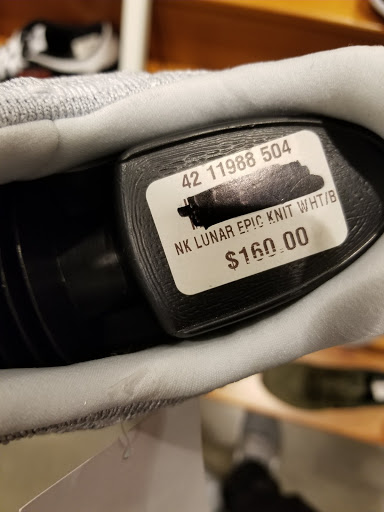 42 11988 504
NK LUNAR EPIC KNIT WHT/B
$160.00